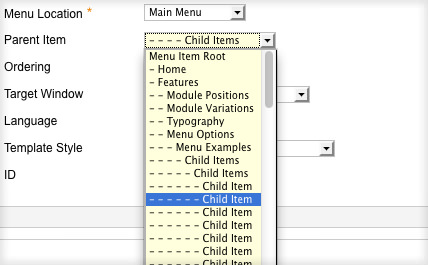 Menu Location *
Main Menu
Parent Item
– – – – Child Items
Menu Item Root
– Home
– Features
– – Module Positions
– – Module Variations
– – Typography
– – Menu Options
– – – Menu Examples
– – – – Child Items
– – – – – Child Items
– – – – – – Child Item
– – – – – – Child Item
– – – – – – Child Item
– – – – – – Child Item
– – – – – – Child Item
– – – – – – Child Item
– – – – – – Child Item
Ordering
Target Window
Language
Template Style
ID